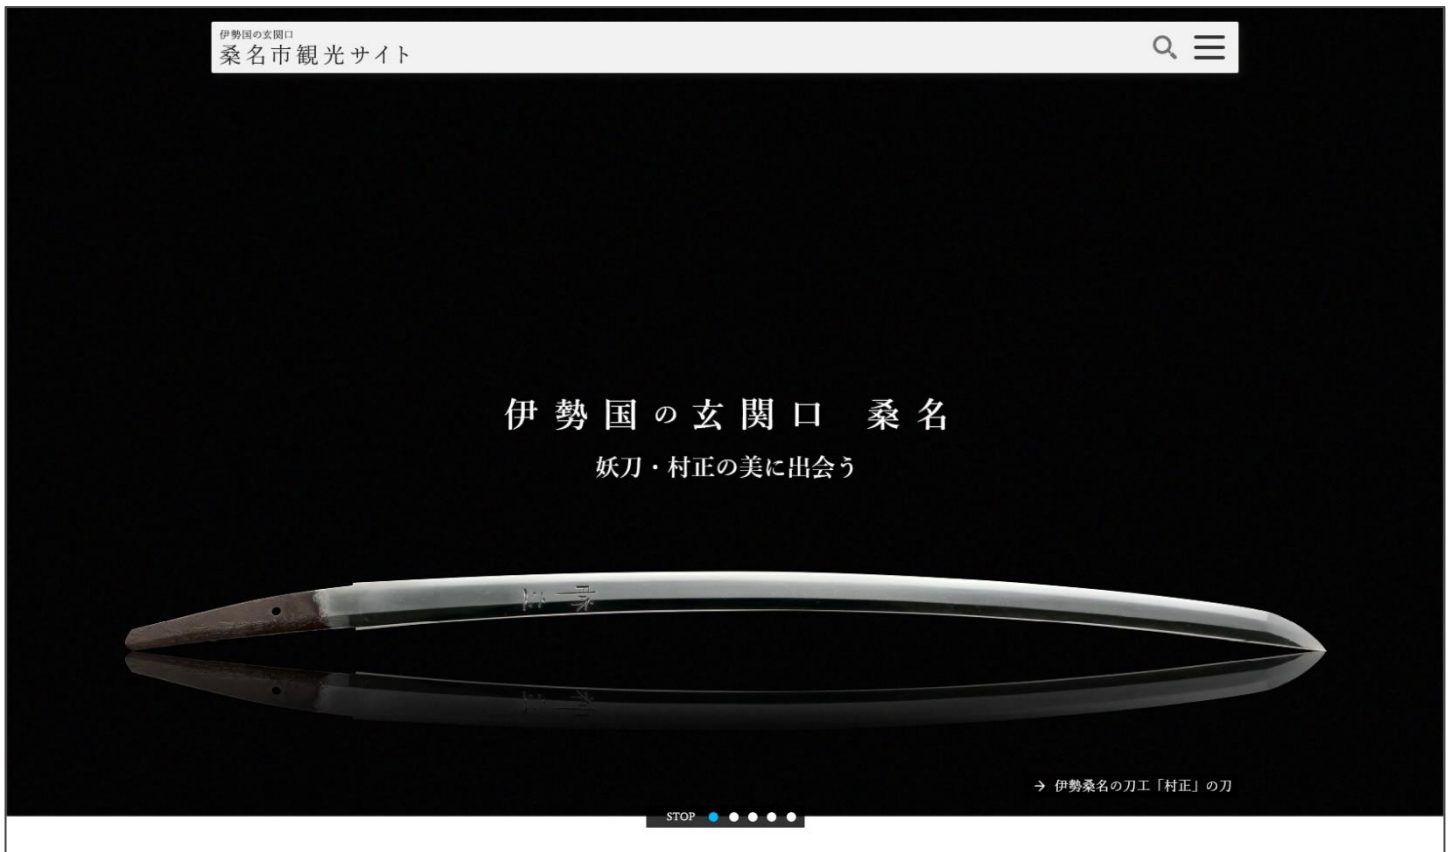 伊勢国の玄関口
桑名市観光サイト
伊勢国の玄関口 桑名
妖刀・村正の美に出会う
→ 伊勢桑名の刀工「村正」の刀
STOP